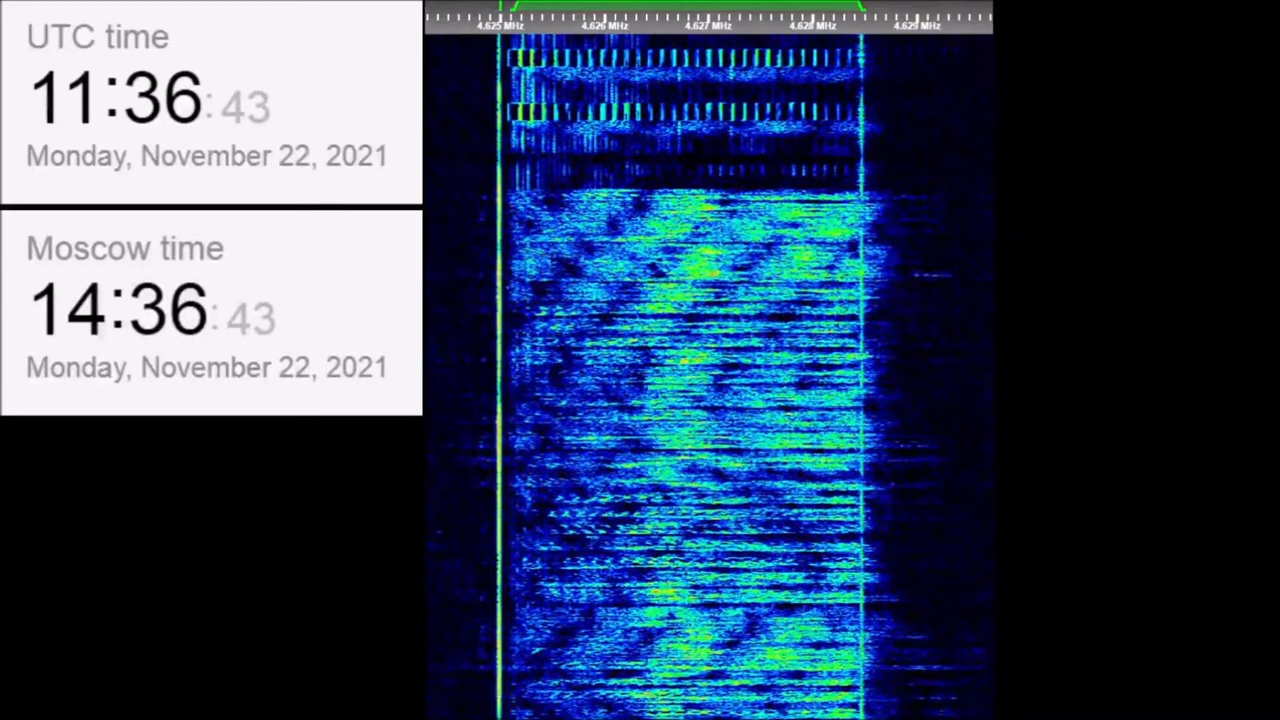 UTC time
11:36:43
Monday, November 22, 2021
Moscow time
14:36:43
Monday, November 22, 2021
4.625 MHz 4.626 MHz 4.627 MHz 4.628 MHz 4.629 MHz